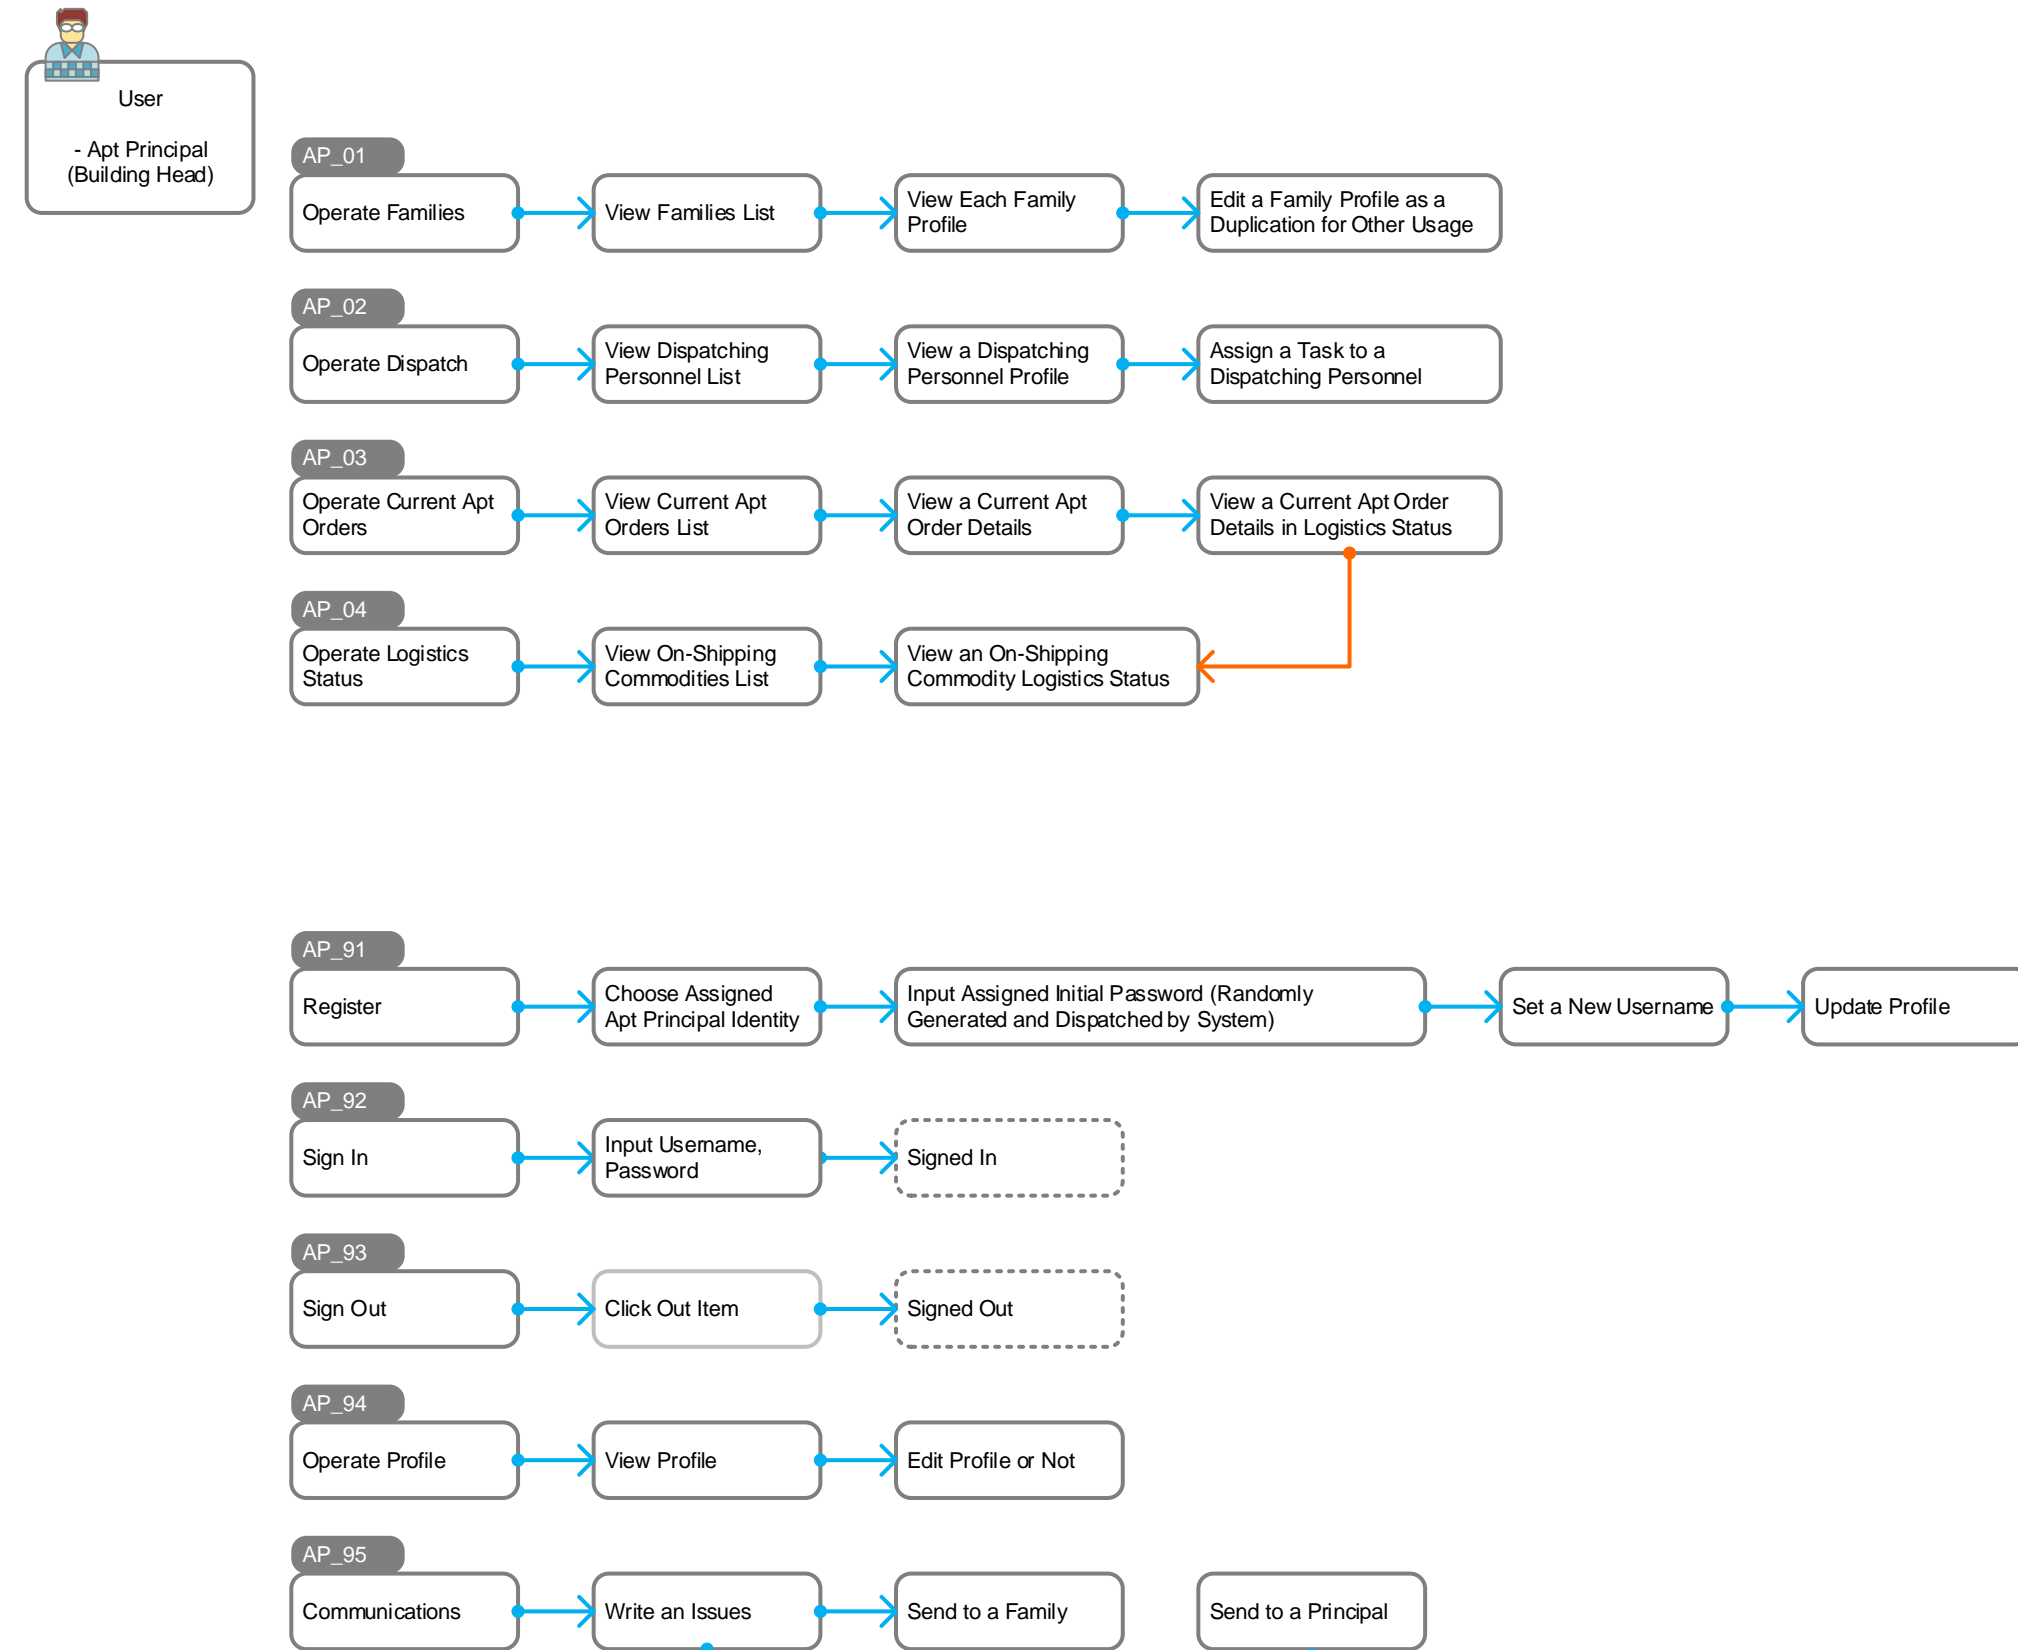 User
- Apt Principal
(Building Head)
AP_01
Operate Families
View Families List
View Each Family
Profile
Edit a Family Profile as a
Duplication for Other Usage
AP_02
Operate Dispatch
View Dispatching
Personnel List
View a Dispatching
Personnel Profile
Assign a Task to a
Dispatching Personnel
AP_03
Operate Current Apt
Orders
View Current Apt
Orders List
View a Current Apt
Order Details
View a Current Apt Order
Details in Logistics Status
AP_04
Operate Logistics
Status
View On-Shipping
Commodities List
View an On-Shipping
Commodity Logistics Status
AP_91
Register
Choose Assigned
Apt Principal Identity
Input Assigned Initial Password (Randomly
Generated and Dispatched by System)
Set a New Username
Update Profile
AP_92
Sign In
Input Username,
Password
Signed In
AP_93
Sign Out
Click Out Item
Signed Out
AP_94
Operate Profile
View Profile
Edit Profile or Not
AP_95
Communications
Write an Issues
Send to a Family
Send to a Principal